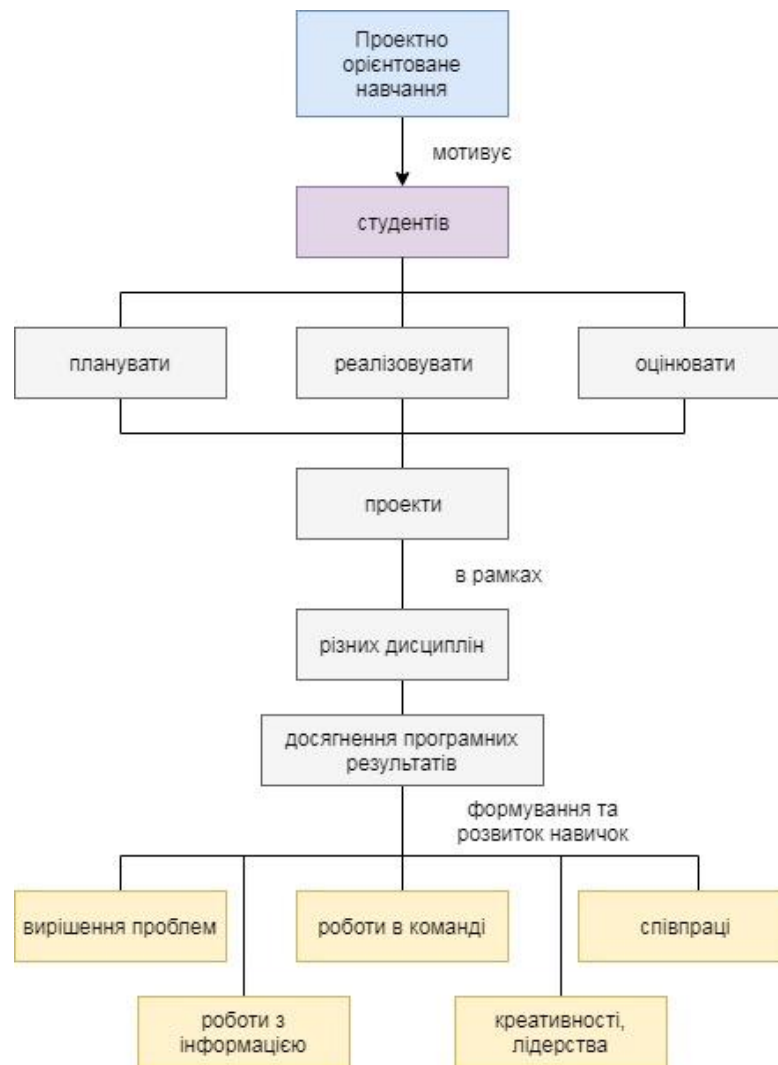 Проектно
орієнтоване
навчання
мотивує
студентів
планувати
реалізовувати
оцінювати
проекти
в рамках
різних дисциплін
досягнення програмних
результатів
формування та
розвиток навичок
вирішення проблем
роботи в команді
співпраці
роботи з
інформацією
креативності,
лідерства